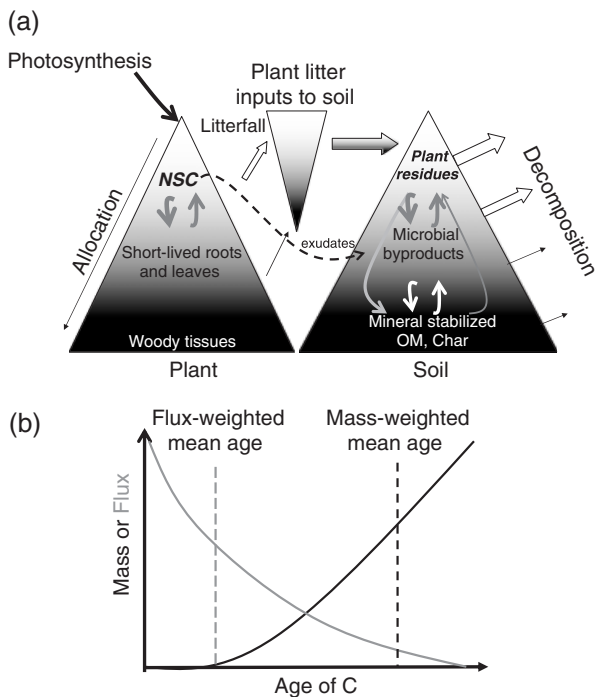 (a)
Photosynthesis
Plant litter
inputs to soil
Litterfall
Allocation
NSC
Short-lived roots
and leaves
Woody tissues
Plant
exudates
Plant
residues
Microbial
byproducts
Mineral stabilized
OM, Char
Soil
Decomposition
(b)
Flux-weighted
mean age
Mass-weighted
mean age
Mass or Flux
Age of C